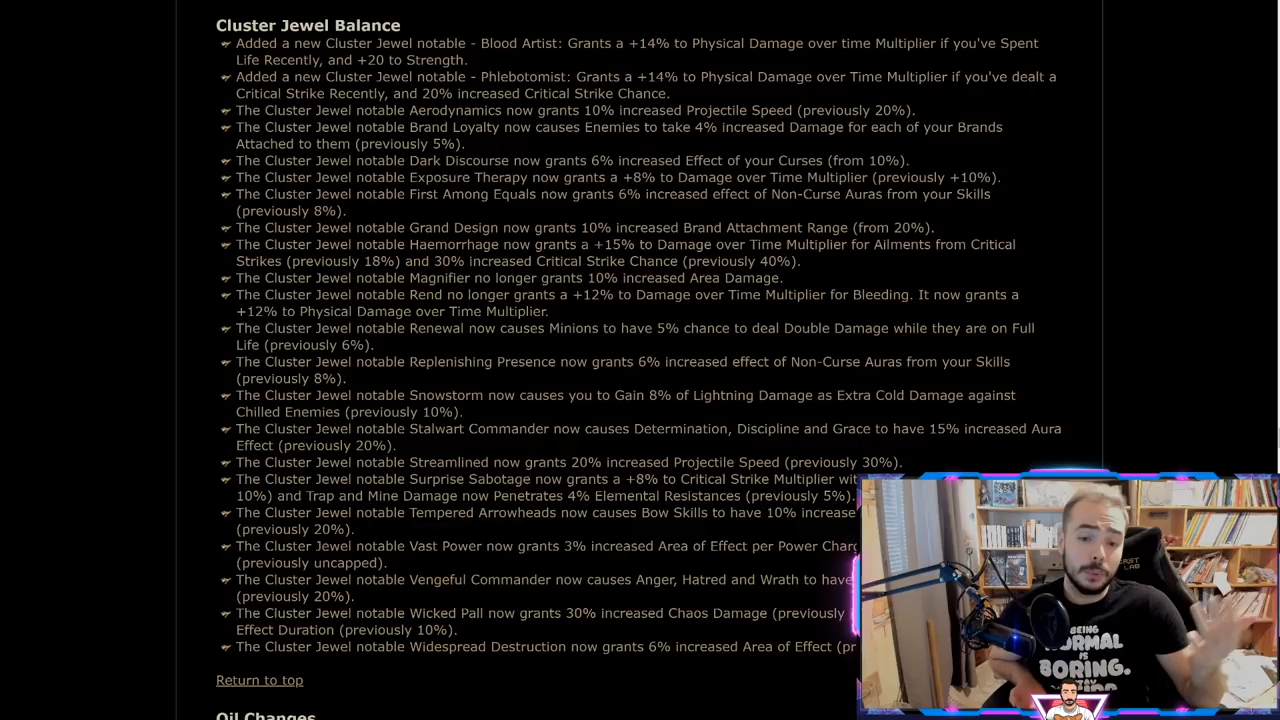 Cluster Jewel Balance
Added a new Cluster Jewel notable - Blood Artist: Grants a +14% to Physical Damage over time Multiplier if you've Spent
Life Recently, and +20 to Strength.
Added a new Cluster Jewel notable - Phlebotomist: Grants a +14% to Physical Damage over Time Multiplier if you've dealt a
Critical Strike Recently, and 20% increased Critical Strike Chance.
The Cluster Jewel notable Aerodynamics now grants 10% increased Projectile Speed (previously 20%).
The Cluster Jewel notable Brand Loyalty now causes Enemies to take 4% increased Damage for each of your Brands
Attached to them (previously 5%).
The Cluster Jewel notable Dark Discourse now grants 6% increased Effect of your Curses (from 10%).
The Cluster Jewel notable Exposure Therapy now grants a +8% to Damage over Time Multiplier (previously +10%).
The Cluster Jewel notable First Among Equals now grants 6% increased effect of Non-Curse Auras from your Skills
(previously 8%).
The Cluster Jewel notable Grand Design now grants 10% increased Brand Attachment Range (from 20%).
The Cluster Jewel notable Haemorrhage now grants a +15% to Damage over Time Multiplier for Ailments from Critical
Strikes (previously 18%) and 30% increased Critical Strike Chance (previously 40%).
The Cluster Jewel notable Magnifier no longer grants 10% increased Area Damage.
The Cluster Jewel notable Rend no longer grants a +12% to Damage over Time Multiplier for Bleeding. It now grants a
+12% to Physical Damage over Time Multiplier.
The Cluster Jewel notable Renewal now causes Minions to have 5% chance to deal Double Damage while they are on Full
Life (previously 6%).
The Cluster Jewel notable Replenishing Presence now grants 6% increased effect of Non-Curse Auras from your Skills
(previously 8%).
The Cluster Jewel notable Snowstorm now causes you to Gain 8% of Lightning Damage as Extra Cold Damage against
Chilled Enemies (previously 10%).
The Cluster Jewel notable Stalwart Commander now causes Determination, Discipline and Grace to have 15% increased Aura
Effect (previously 20%).
The Cluster Jewel notable Streamlined now grants 20% increased Projectile Speed (previously 30%).
The Cluster Jewel notable Surprise Sabotage now grants a +8% to Critical Strike Multiplier
10%) and Trap and Mine Damage now Penetrates 4% Elemental Resistances (previously 5%).
The Cluster Jewel notable Tempered Arrowheads now causes Bow Skills to have 10%
(previously 20%).
The Cluster Jewel notable Vast Power now grants 3% increased Area of Effect per Power
(previously uncapped).
The Cluster Jewel notable Vengeful Commander now causes Anger, Hatred and Wrath to have
(previously 20%).
The Cluster Jewel notable Wicked Pall now grants 30% increased Chaos Damage (previously
Effect Duration (previously 10%).
The Cluster Jewel notable Widespread Destruction now grants 6% increased Area of Effect
Return to top
Oil Changes
BEING
NORMAL
IS
BORING.